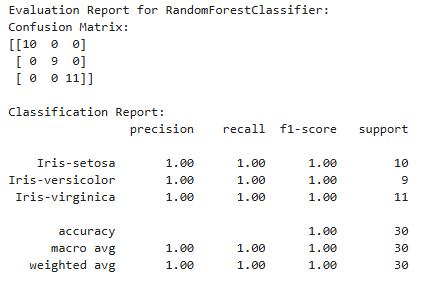 Evaluation Report for RandomForestClassifier:
Confusion Matrix:
[[10  0  0]
 [ 0  9  0]
 [ 0  0 11]]
Classification Report:
                 precision    recall  f1-score   support
    Iris-setosa       1.00      1.00      1.00        10
Iris-versicolor       1.00      1.00      1.00         9
 Iris-virginica       1.00      1.00      1.00        11
       accuracy                           1.00        30
      macro avg       1.00      1.00      1.00        30
   weighted avg       1.00      1.00      1.00        30